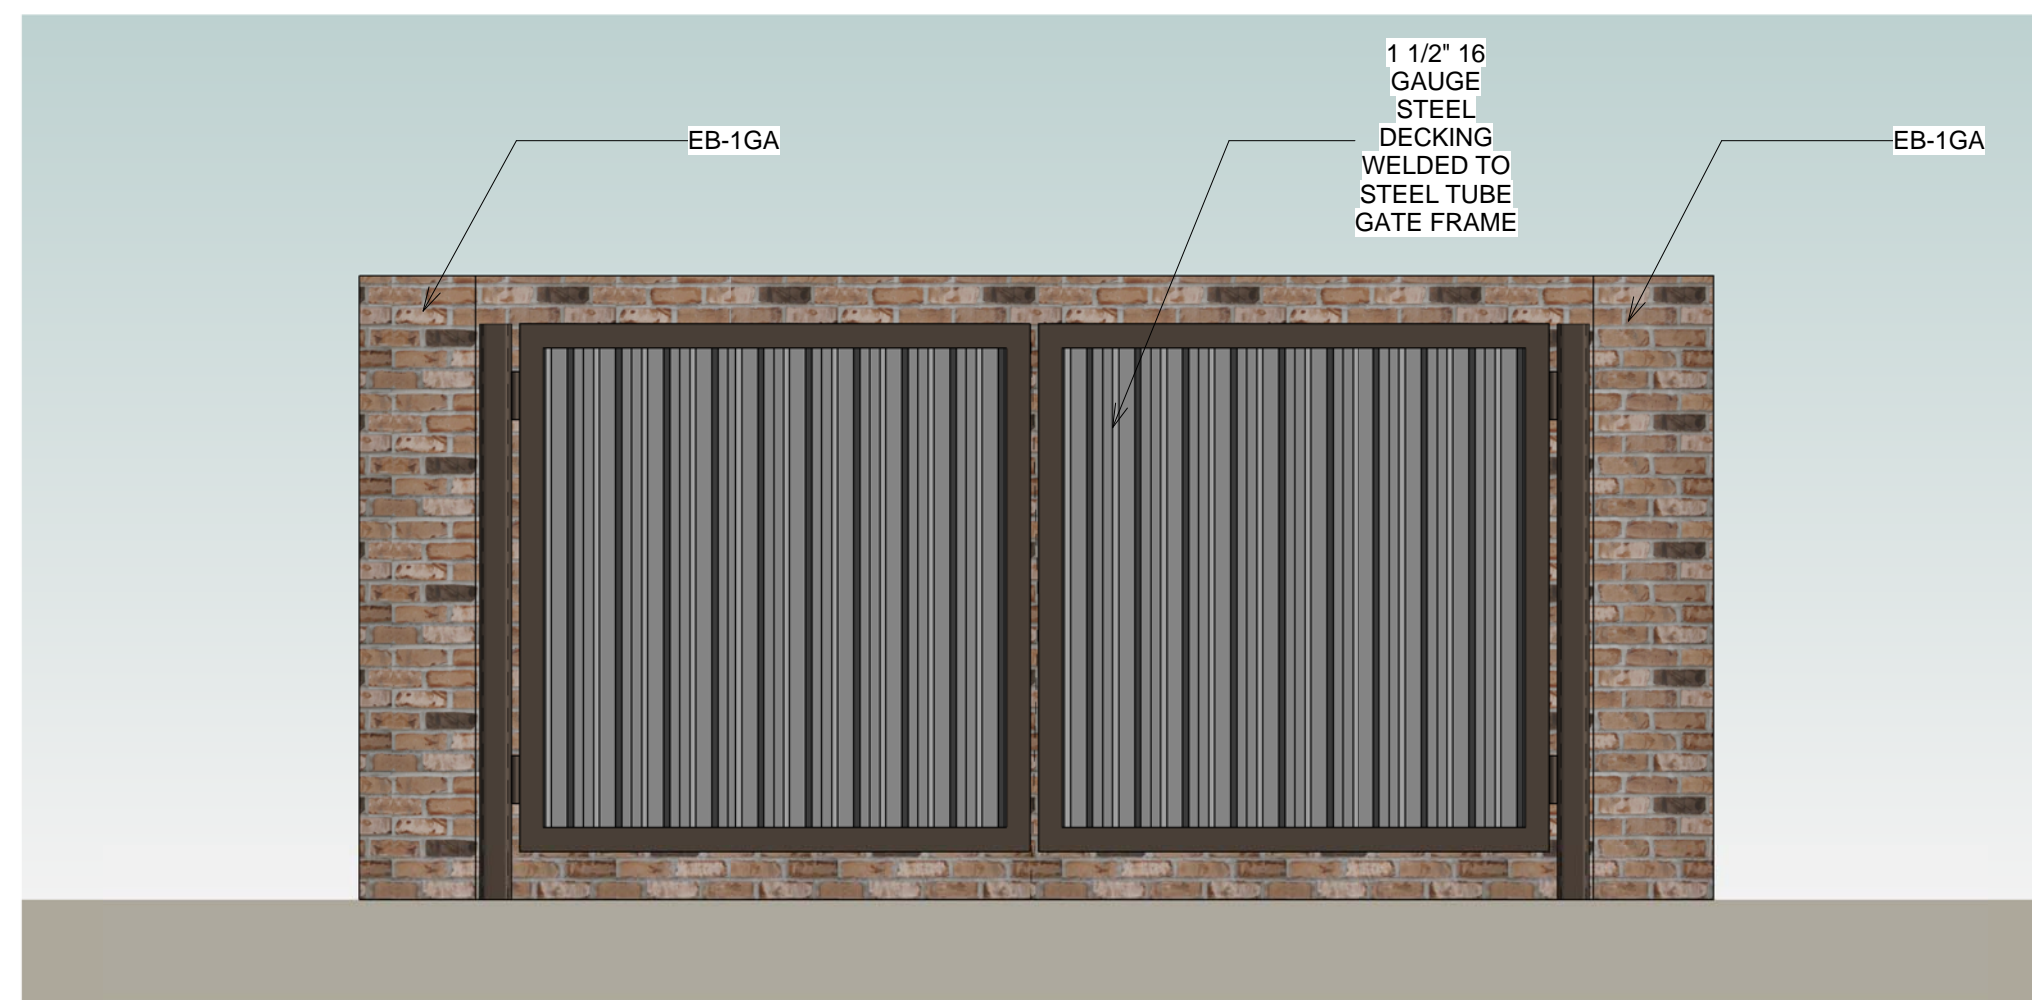 EB-1GA
1 1/2" 16
GAUGE
STEEL
DECKING
WELDED TO
STEEL TUBE
GATE FRAME
EB-1GA